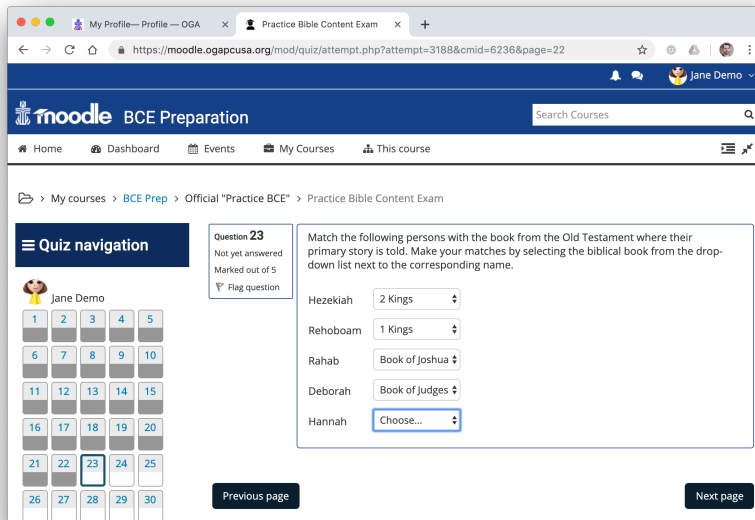 My Profile— Profile — OGA
Practice Bible Content Exam
https://moodle.ogapcusa.org/mod/quiz/attempt.php?attempt=3188&cmid=6236&page=22
Jane Demo
moodle BCE Preparation
Search Courses
Home Dashboard Events My Courses This course
> My courses > BCE Prep > Official "Practice BCE" > Practice Bible Content Exam
Quiz navigation
Jane Demo
1 2 3 4 5
6 7 8 9 10
11 12 13 14 15
16 17 18 19 20
21 22 23 24 25
26 27 28 29 30
Question 23
Not yet answered
Marked out of 5
Flag question
Match the following persons with the book from the Old Testament where their
primary story is told. Make your matches by selecting the biblical book from the drop-
down list next to the corresponding name.
Hezekiah 2 Kings
Rehoboam 1 Kings
Rahab Book of Joshua
Deborah Book of Judges
Hannah Choose...
Previous page Next page